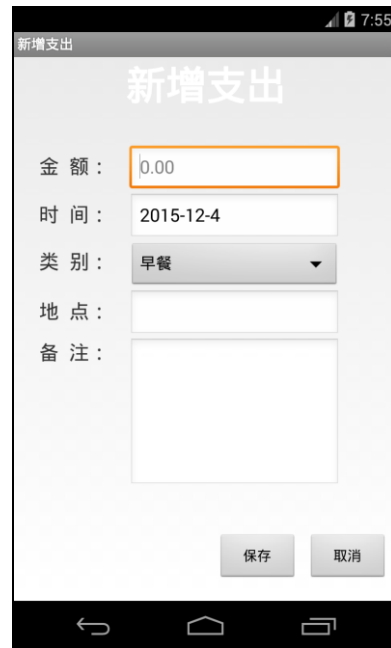 7:55
新增支出
新增支出
金 额：
0.00
时 间：
2015-12-4
类 别：
早餐
地 点：
备 注：
保存
取消